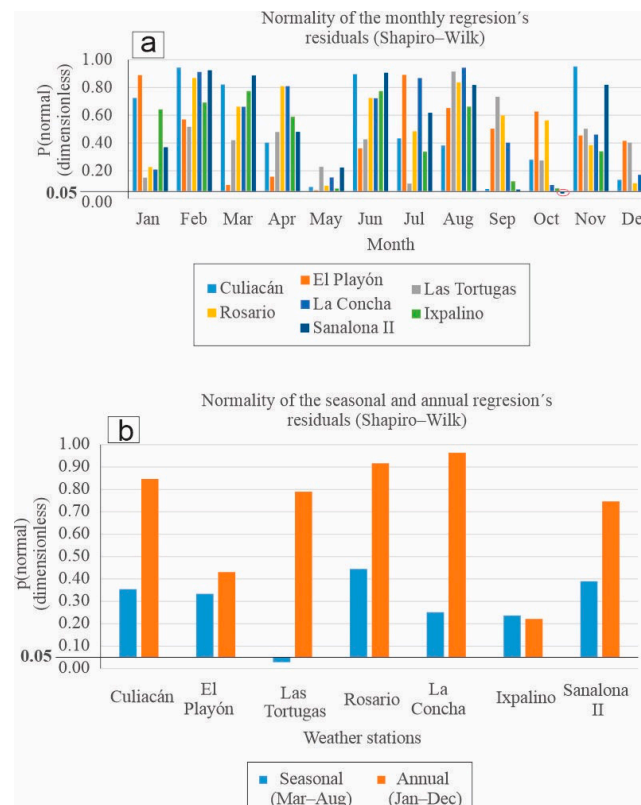 Normality of the monthly regresion´s
residuals (Shapiro–Wilk)
a
P(normal)
(dimensionless)
1.00
0.80
0.60
0.40
0.20
0.05
0.00
Jan Feb Mar Apr May Jun Jul Aug Sep Oct Nov De
Month
Culiacán El Playón Las Tortugas
Rosario La Concha Ixpalino
Sanalona II
Normality of the seasonal and annual regresion´s
residuals (Shapiro–Wilk)
b
p(normal)
(dimensionless)
1.00
0.90
0.80
0.70
0.60
0.50
0.40
0.30
0.20
0.10
0.05
0.00
Culiacán El Playón Las Tortugas Rosario La Concha Ixpalino Sanalona II
Weather stations
Seasonal (Mar–Aug)
Annual (Jan–Dec)